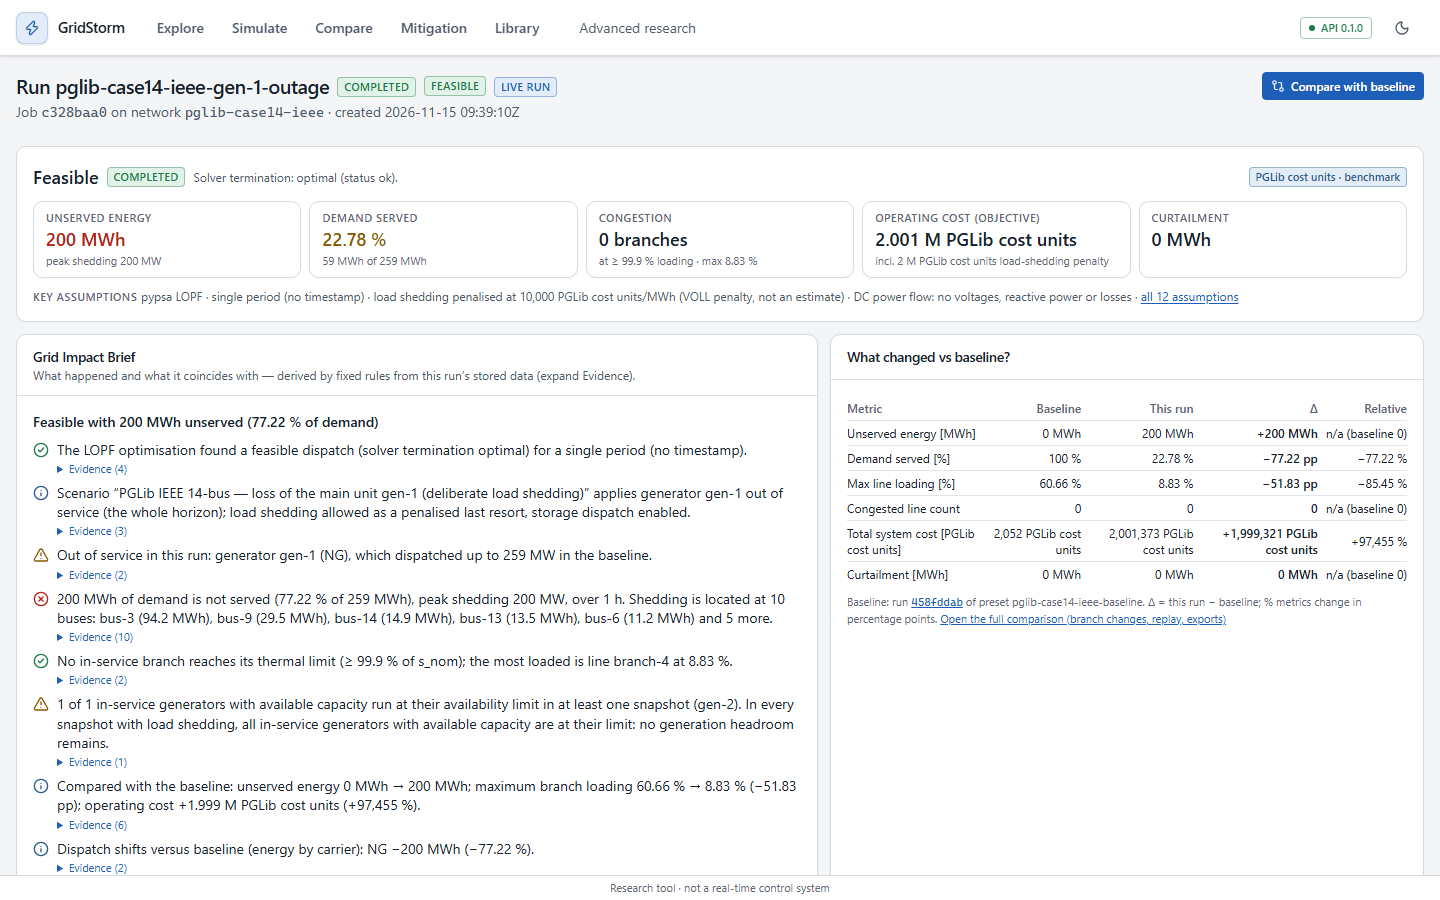 GridStorm
Explore
Simulate
Compare
Mitigation
Library
Advanced research
API 0.1.0
Run pglib-case14-ieee-gen-1-outage
COMPLETED
FEASIBLE
LIVE RUN
Compare with baseline
Job c328baa0 on network pglib-case14-ieee · created 2026-11-15 09:39:10Z
Feasible
COMPLETED
Solver termination: optimal (status ok).
PGLib cost units · benchmark
UNSERVED ENERGY
200 MWh
peak shedding 200 MW
DEMAND SERVED
22.78 %
59 MWh of 259 MWh
CONGESTION
0 branches
at ≥ 99.9 % loading · max 8.83 %
OPERATING COST (OBJECTIVE)
2.001 M PGLib cost units
incl. 2 M PGLib cost units load-shedding penalty
CURTAILMENT
0 MWh
KEY ASSUMPTIONS pypsa LOPF · single period (no timestamp) · load shedding penalised at 10,000 PGLib cost units/MWh (VOLL penalty, not an estimate) · DC power flow: no voltages, reactive power or losses · all 12 assumptions
Grid Impact Brief
What happened and what it coincides with — derived by fixed rules from this run's stored data (expand Evidence).
Feasible with 200 MWh unserved (77.22 % of demand)
The LOPF optimisation found a feasible dispatch (solver termination optimal) for a single period (no timestamp).
Evidence (4)
Scenario “PGLib IEEE 14-bus — loss of the main unit gen-1 (deliberate load shedding)” applies generator gen-1 out of
service (the whole horizon); load shedding allowed as a penalised last resort, storage dispatch enabled.
Evidence (3)
Out of service in this run: generator gen-1 (NG), which dispatched up to 259 MW in the baseline.
Evidence (2)
200 MWh of demand is not served (77.22 % of 259 MWh), peak shedding 200 MW, over 1 h. Shedding is located at 10
buses: bus-3 (94.2 MWh), bus-9 (29.5 MWh), bus-14 (14.9 MWh), bus-13 (13.5 MWh), bus-6 (11.2 MWh) and 5 more.
Evidence (10)
No in-service branch reaches its thermal limit (≥ 99.9 % of s_nom); the most loaded is line branch-4 at 8.83 %.
Evidence (2)
1 of 1 in-service generators with available capacity run at their availability limit in at least one snapshot (gen-2). In every
snapshot with load shedding, all in-service generators with available capacity are at their limit: no generation headroom
remains.
Evidence (1)
Compared with the baseline: unserved energy 0 MWh → 200 MWh; maximum branch loading 60.66 % → 8.83 % (−51.83
pp); operating cost +1.999 M PGLib cost units (+97,455 %).
Evidence (6)
Dispatch shifts versus baseline (energy by carrier): NG −200 MWh (−77.22 %).
Evidence (2)
What changed vs baseline?
Metric Baseline This run Δ Relative
Unserved energy [MWh] 0 MWh 200 MWh +200 MWh n/a (baseline 0)
Demand served [%] 100 % 22.78 % −77.22 pp −77.22 %
Max line loading [%] 60.66 % 8.83 % −51.83 pp −85.45 %
Congested line count 0 0 0 n/a (baseline 0)
Total system cost [PGLib cost units] 2,052 PGLib cost units 2,001,373 PGLib cost units +1,999,321 PGLib cost units +97,455 %
Curtailment [MWh] 0 MWh 0 MWh 0 MWh n/a (baseline 0)
Baseline: run 458fddab of preset pglib-case14-ieee-baseline. Δ = this run − baseline; % metrics change in
percentage points. Open the full comparison (branch changes, replay, exports)
Research tool · not a real-time control system